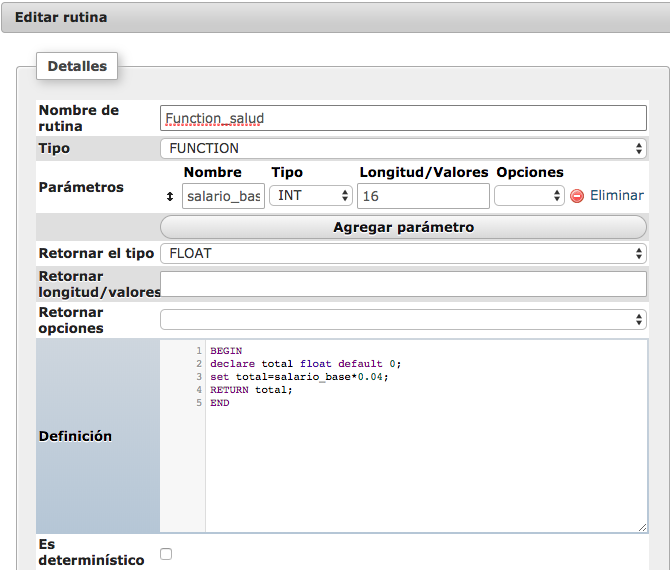 Editar rutina
Detalles
Nombre de
rutina
Function_salud
Tipo
FUNCTION
Nombre Tipo Longitud/Valores Opciones
Parámetros
salario_bas INT 16 Eliminar
Agregar parámetro
Retornar el tipo
FLOAT
Retornar
longitud/valores
Retornar
opciones
Definición
1 BEGIN
2 declare total float default 0;
3 set total=salario_base*0.04;
4 RETURN total;
5 END
Es
determinístico